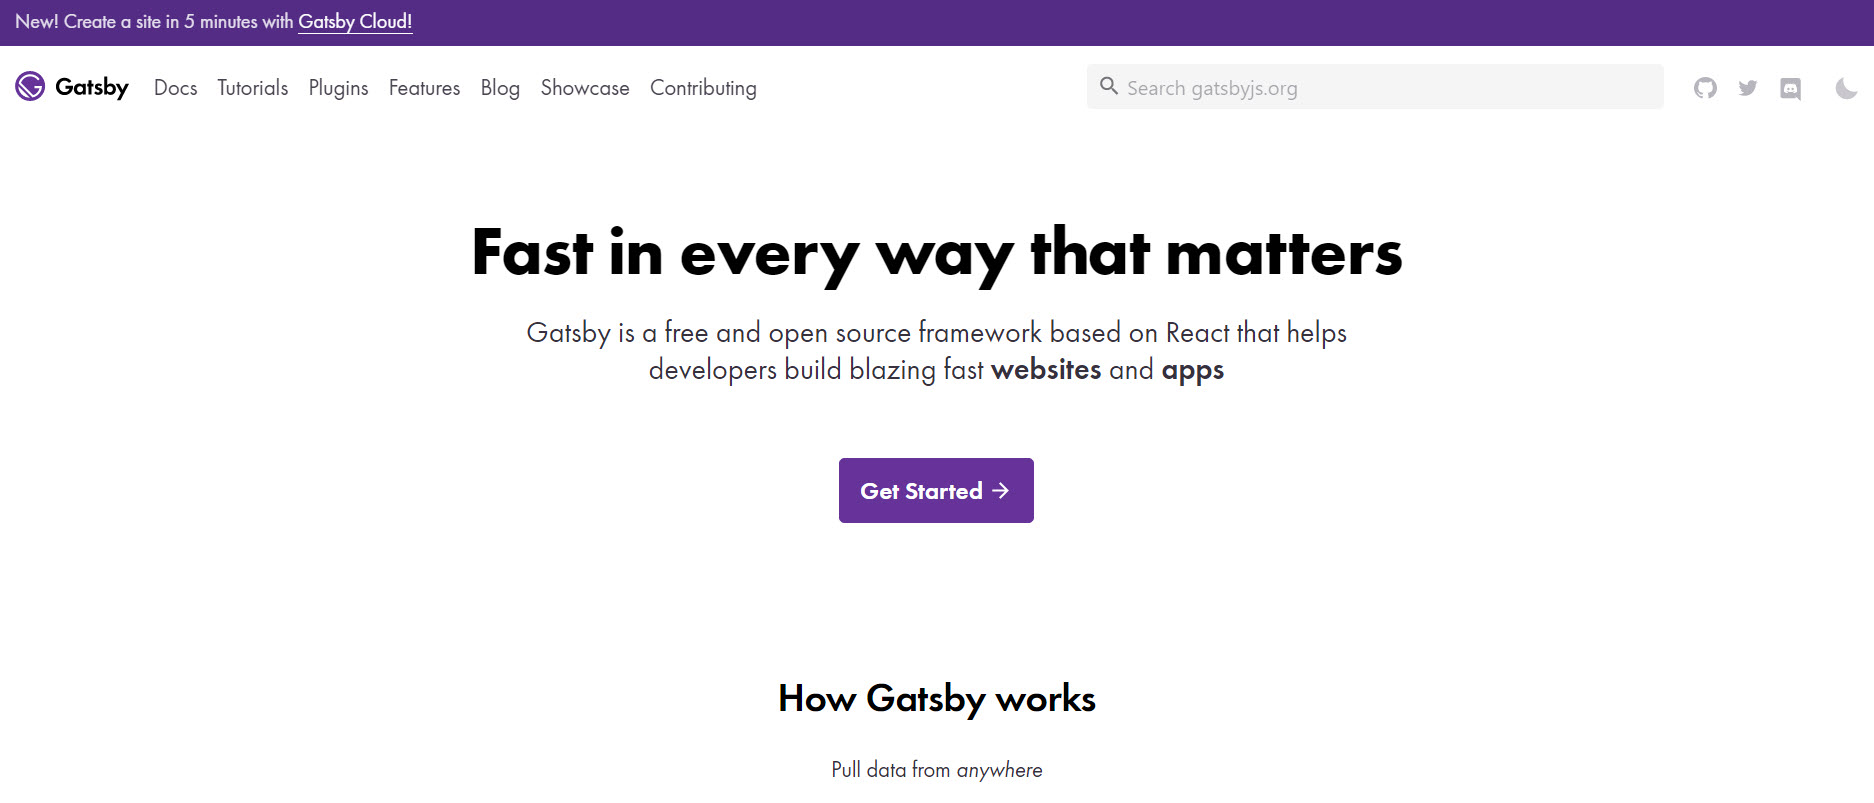 New! Create a site in 5 minutes with Gatsby Cloud!
Gatsby Docs Tutorials Plugins Features Blog Showcase Contributing Search gatsbyjs.org
Fast in every way that matters
Gatsby is a free and open source framework based on React that helps
developers build blazing fast websites and apps
Get Started →
How Gatsby works
Pull data from anywhere